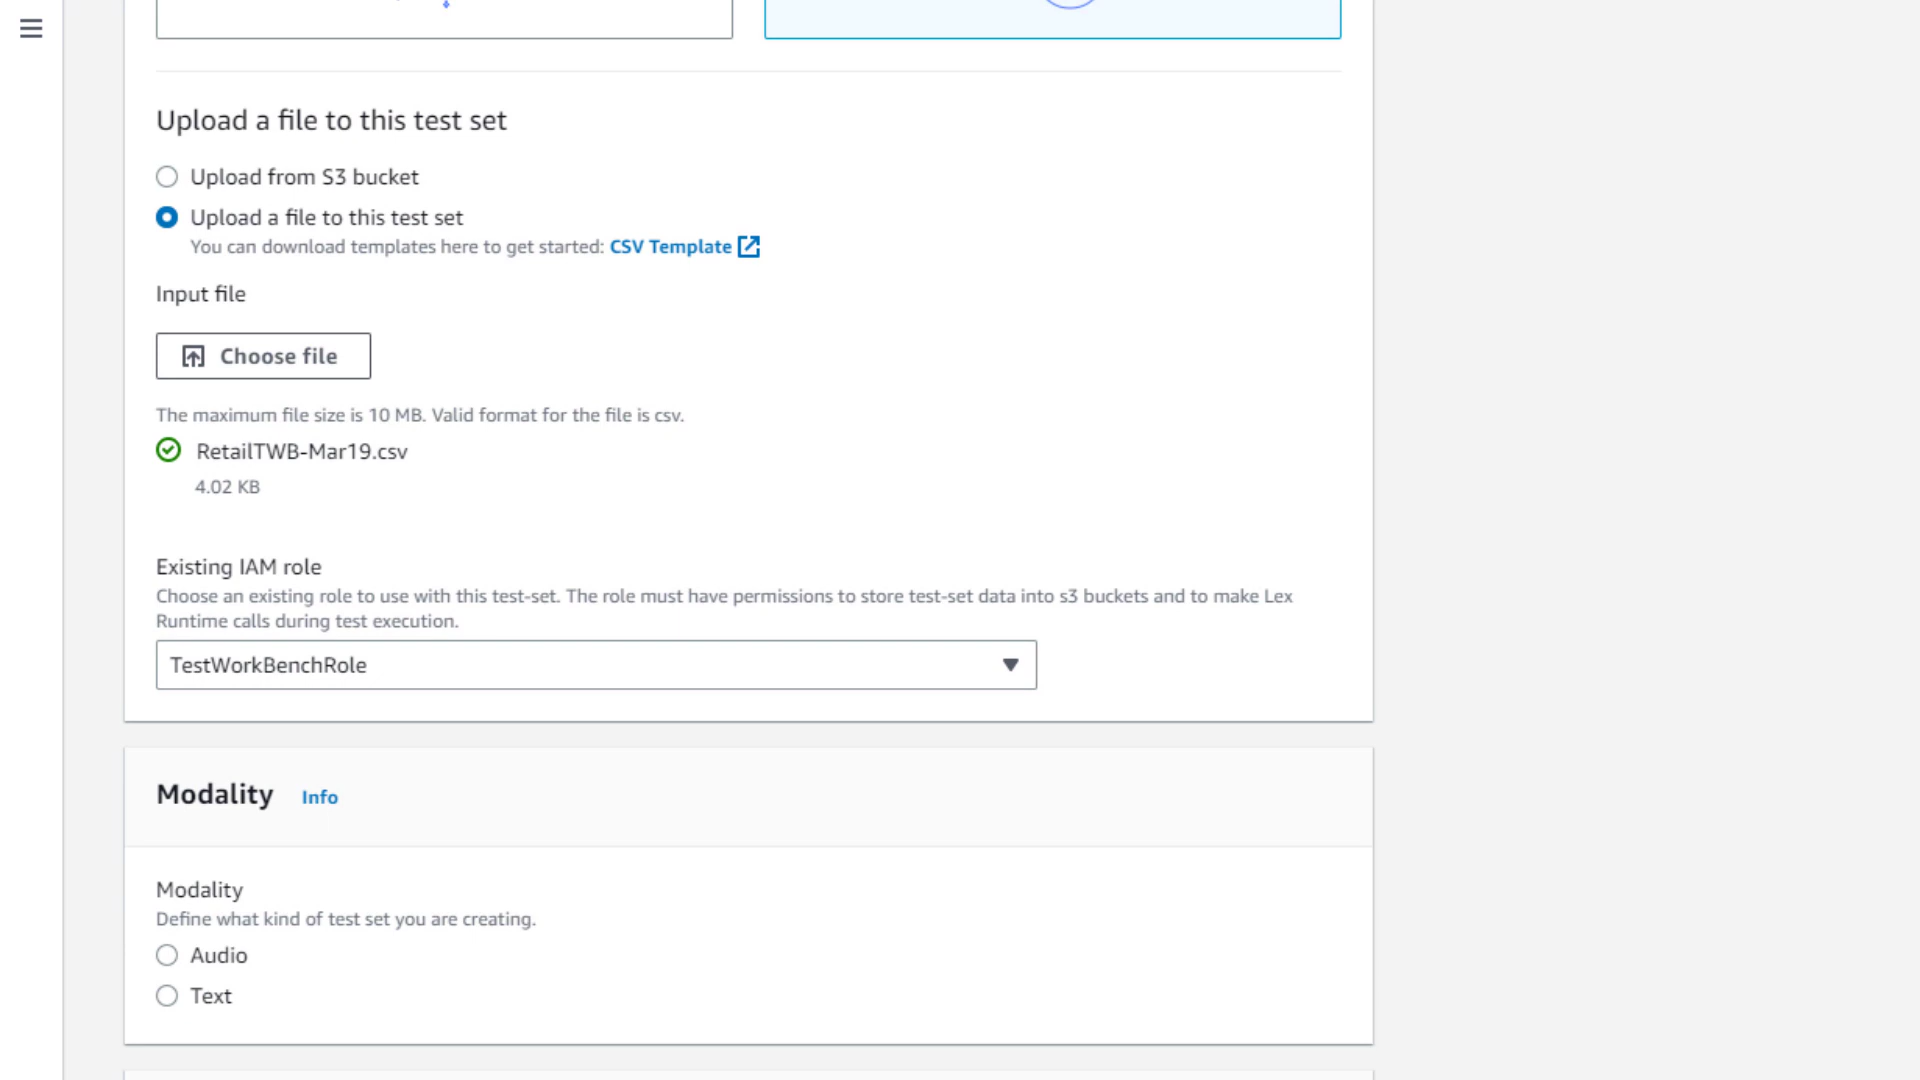 Upload a file to this test set
Upload from S3 bucket
Upload a file to this test set
You can download templates here to get started: CSV Template
Input file
Choose file
The maximum file size is 10 MB. Valid format for the file is csv.
RetailTWB-Mar19.csv
4.02 KB
Existing IAM role
Choose an existing role to use with this test-set. The role must have permissions to store test-set data into s3 buckets and to make Lex
Runtime calls during test execution.
TestWorkBenchRole
Modality Info
Modality
Define what kind of test set you are creating.
Audio
Text